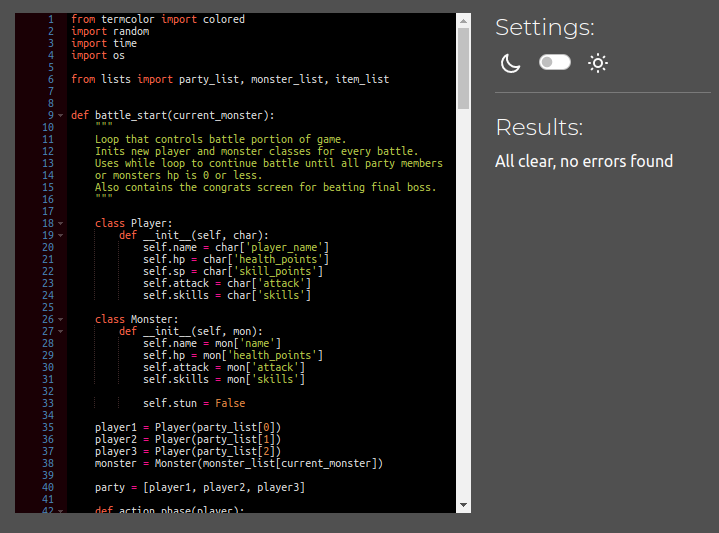 1 from termcolor import colored
2 import random
3 import time
4 import os
5
6 from lists import party_list, monster_list, item_list
7
8
9 def battle_start(current_monster):
10     """
11     Loop that controls battle portion of game.
12     Inits new player and monster classes for every battle.
13     Uses while loop to continue battle until all party members
14     or monsters hp is 0 or less.
15     Also contains the congrats screen for beating final boss.
16     """
17
18     class Player:
19         def __init__(self, char):
20             self.name = char['player_name']
21             self.hp = char['health_points']
22             self.sp = char['skill_points']
23             self.attack = char['attack']
24             self.skills = char['skills']
25
26     class Monster:
27         def __init__(self, mon):
28             self.name = mon['name']
29             self.hp = mon['health_points']
30             self.attack = mon['attack']
31             self.skills = mon['skills']
32
33             self.stun = False
34
35     player1 = Player(party_list[0])
36     player2 = Player(party_list[1])
37     player3 = Player(party_list[2])
38     monster = Monster(monster_list[current_monster])
39
40     party = [player1, player2, player3]
41
42     def action_phase(player):
Settings:
Results:
All clear, no errors found